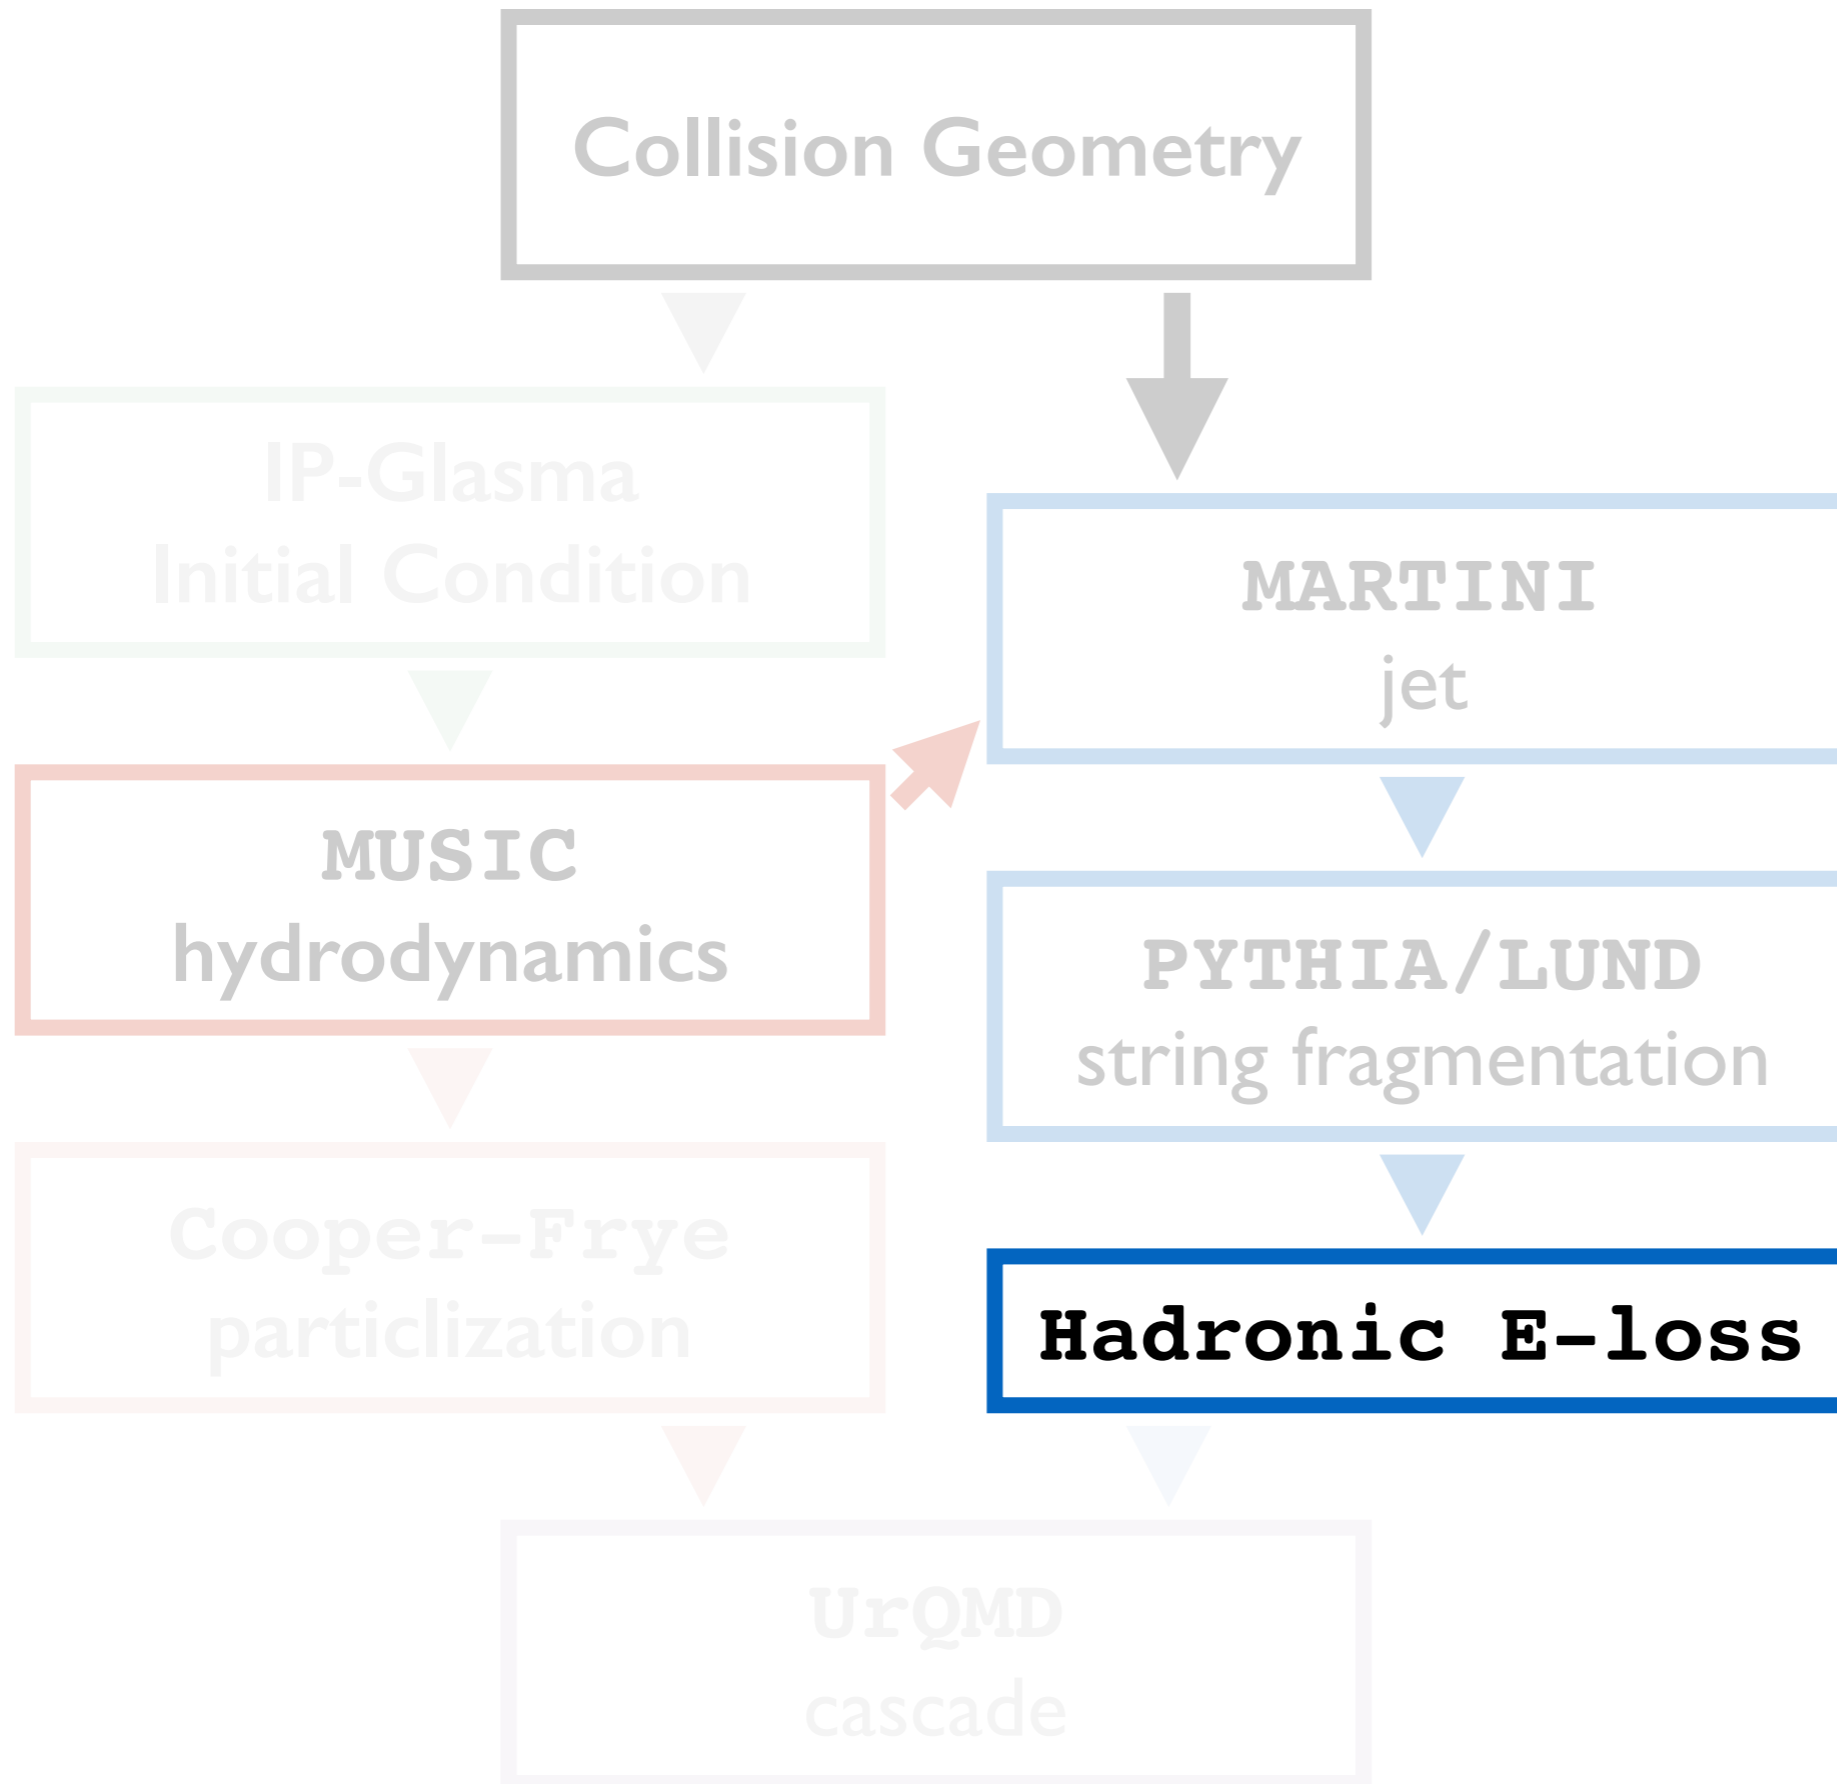 Collision Geometry
IP-Glasma
Initial Condition
MUSIC
hydrodynamics
Cooper-Frye
particlization
MARTINI
jet
PYTHIA/LUND
string fragmentation
Hadronic E-loss
UrQMD
cascade